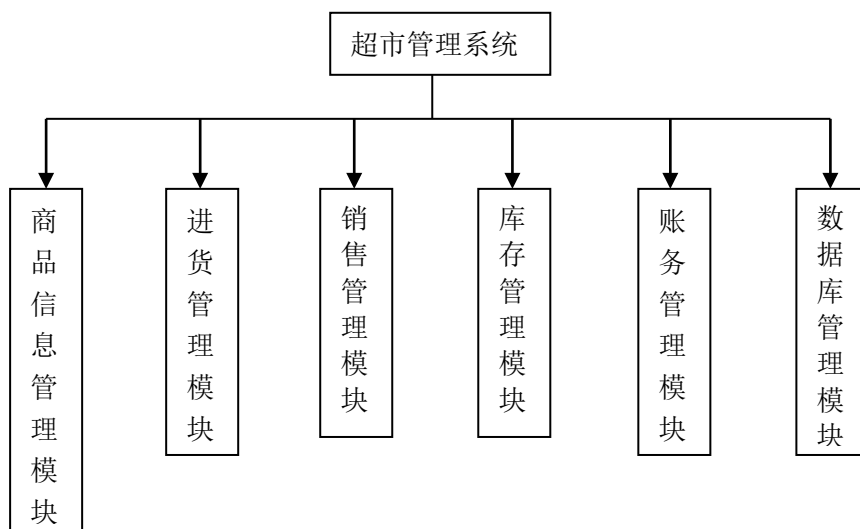 超市管理系统
商品信息管理模块
进货管理模块
销售管理模块
库存管理模块
账务管理模块
数据库管理模块